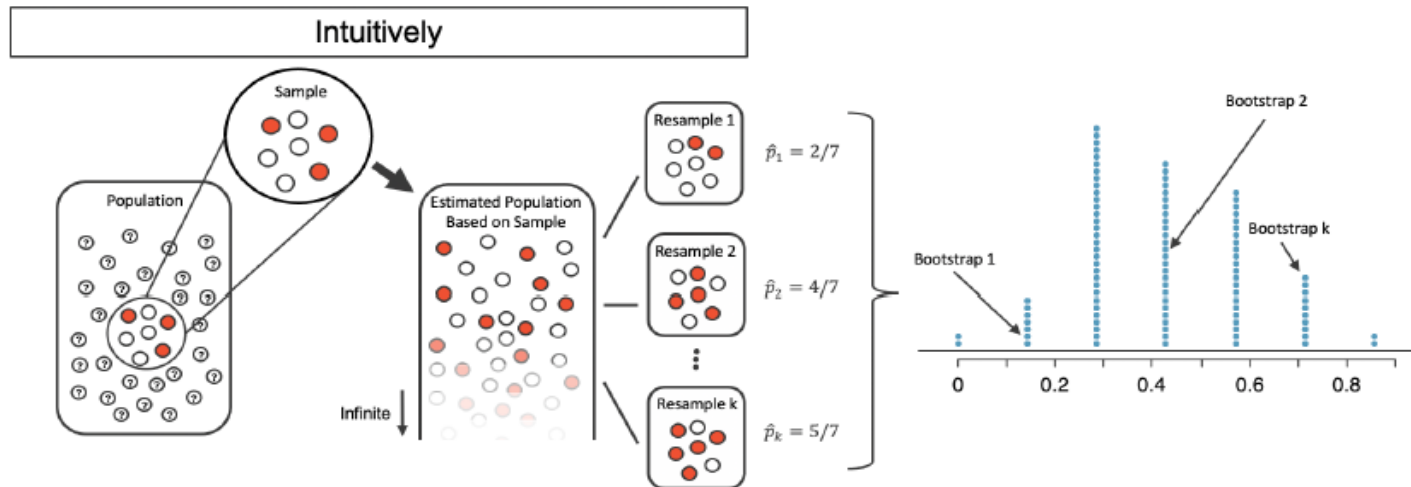 Intuitively
Sample
Population
Estimated Population
Based on Sample
Infinite
Resample 1
p̂₁ = 2/7
Resample 2
p̂₂ = 4/7
Resample k
p̂ₖ = 5/7
Bootstrap 1
Bootstrap 2
Bootstrap k
0 0.2 0.4 0.6 0.8